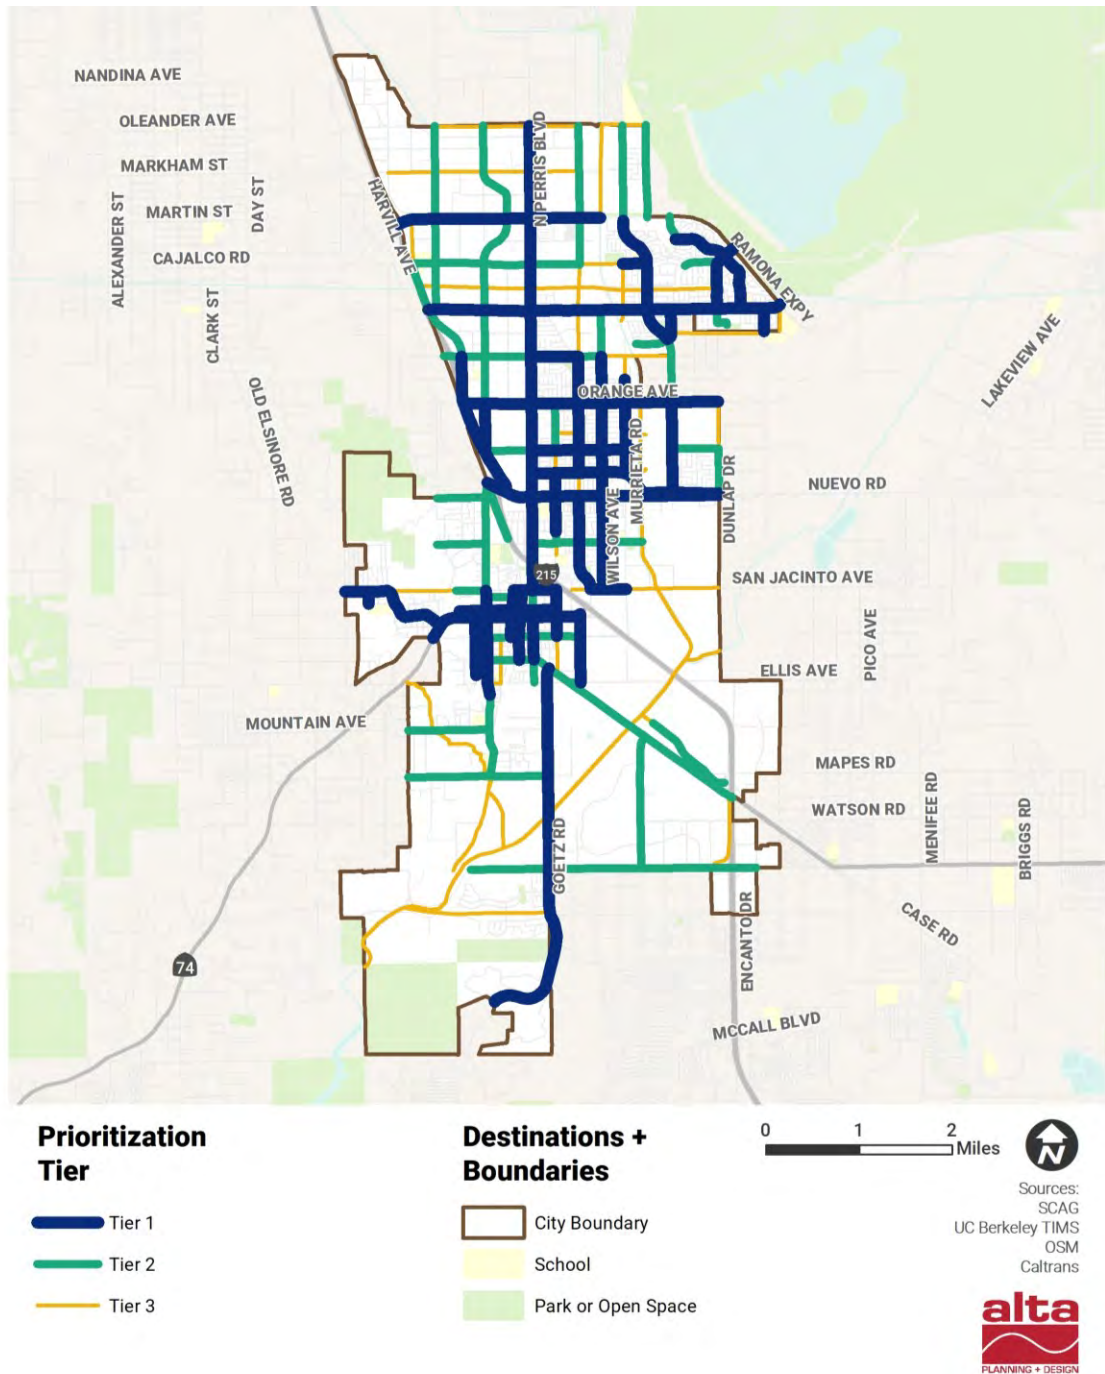 NANDINA AVE
OLEANDER AVE
MARKHAM ST
MARTIN ST
CAJALCO RD
ALEXANDER ST
DAY ST
CLARK ST
HARVILL AVE
N PERRIS BLVD
RAMONA EXPY
LAKEVIEW AVE
OLD ELSINORE RD
ORANGE AVE
MURRIETA RD
WILSON AVE
DUNLAP DR
NUEVO RD
215
SAN JACINTO AVE
PICO AVE
ELLIS AVE
MOUNTAIN AVE
MAPES RD
WATSON RD
MENIFEE RD
BRIGGS RD
GOETZ RD
ENCANTO DR
CASE RD
74
MCCALL BLVD
Prioritization
Tier
Tier 1
Tier 2
Tier 3
Destinations +
Boundaries
City Boundary
School
Park or Open Space
0 1 2
Miles
N
Sources:
SCAG
UC Berkeley TIMS
OSM
Caltrans
alta
PLANNING + DESIGN